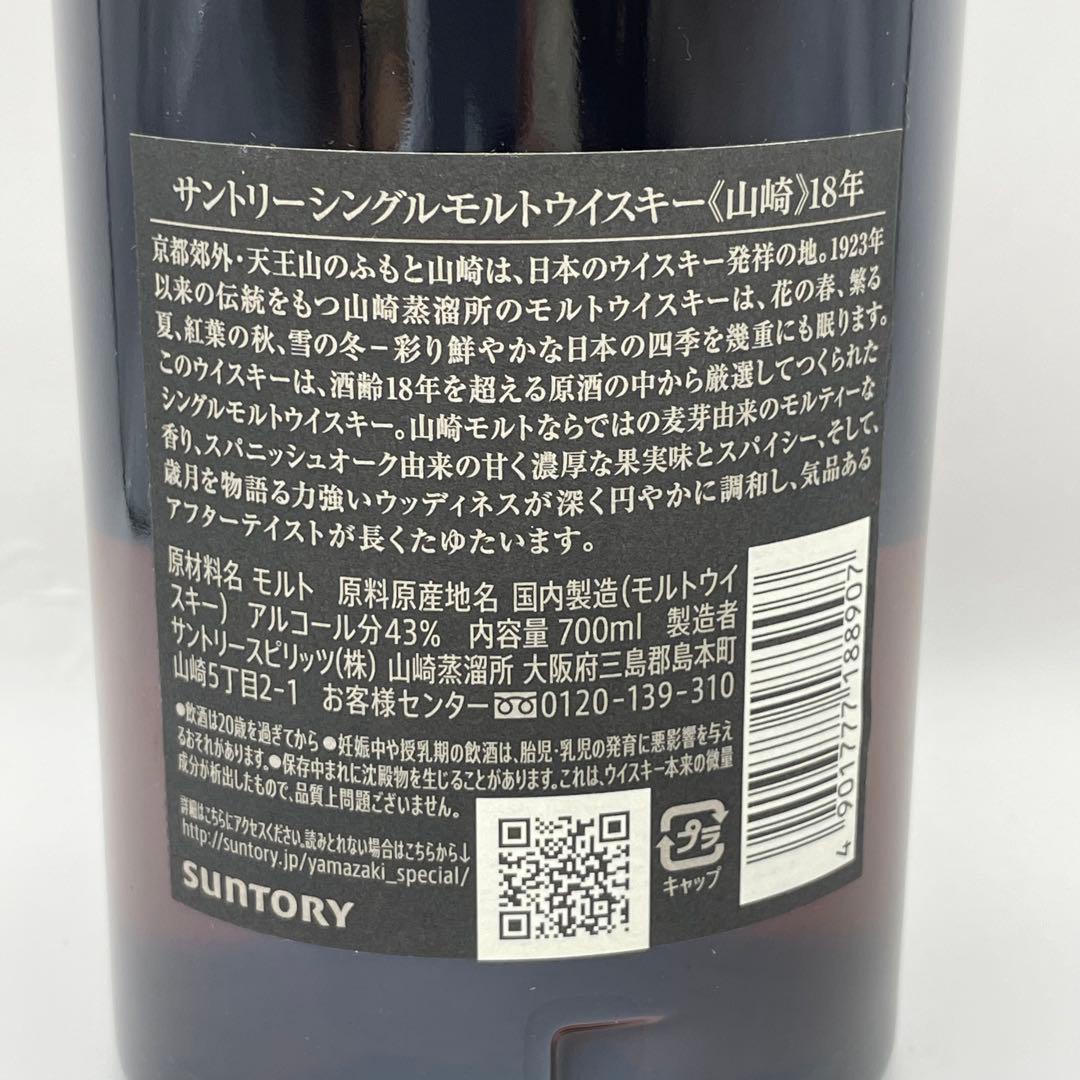 サントリーシングルモルトウイスキー《山崎》18年
京都郊外・天王山のふもと山崎は、日本のウイスキー発祥の地。1923年
以来の伝統をもつ山崎蒸溜所のモルトウイスキーは、花の春、繁る
夏、紅葉の秋、雪の冬－彩り鮮やかな日本の四季を幾重にも眠ります。
このウイスキーは、酒齢18年を超える原酒の中から厳選してつくられた
シングルモルトウイスキー。山崎モルトならではの麦芽由来のモルティーな
香り、スパニッシュオーク由来の甘く濃厚な果実味とスパイシー、そして、
歳月を物語る力強いウッディネスが深く円やかに調和し、気品ある
アフターテイストが長くたゆたいます。
原材料名 モルト 原料原産地名 国内製造(モルトウイ
スキー) アルコール分43% 内容量 700ml 製造者
サントリースピリッツ(株) 山崎蒸溜所 大阪府三島郡島本町
山崎5丁目2-1 お客様センター 0120-139-310
●飲酒は20歳を過ぎてから ●妊娠中や授乳期の飲酒は、胎児・乳児の発育に悪影響を与え
るおそれがあります。●保存中まれに沈殿物を生じることがあります。これは、ウイスキー本来の微量
成分が析出したもので、品質上問題ございません。
詳細はこちらにアクセスください。読みとれない場合はこちらから↓
http://suntory.jp/yamazaki_special/
SUNTORY
プラ
キャップ
4 901777 188907